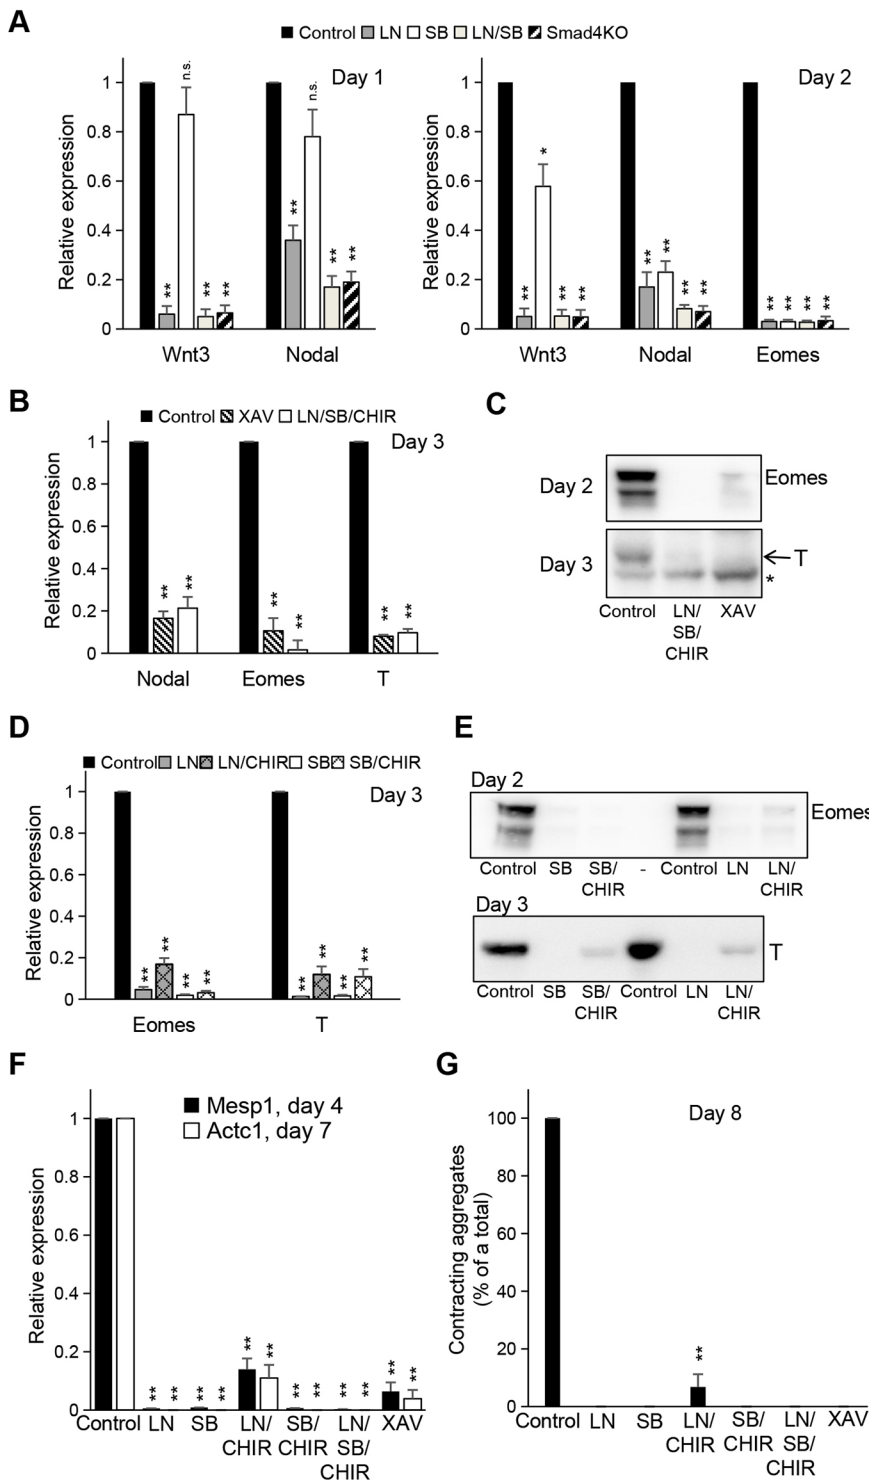 A
Control LN SB LN/SB Smad4KO
Day 1
Relative expression
1
0.8
0.6
0.4
0.2
0
n.s.
n.s.
** ** ** ** ** **
Wnt3 Nodal
Day 2
Relative expression
1
0.8
0.6
0.4
0.2
0
** * ** ** ** ** ** ** ** ** ** **
Wnt3 Nodal Eomes
B
Control XAV LN/SB/CHIR
Day 3
Relative expression
1
0.8
0.6
0.4
0.2
0
** ** ** ** ** **
Nodal Eomes T
C
Day 2 Eomes
Day 3 T
*
Control LN/ XAV
SB/
CHIR
D
Control LN LN/CHIR SB SB/CHIR
Day 3
Relative expression
1
0.8
0.6
0.4
0.2
0
** ** ** ** ** ** ** **
Eomes T
E
Day 2
Eomes
Control SB SB/ - Control LN LN/
CHIR CHIR
Day 3
T
Control SB SB/ Control LN LN/
CHIR CHIR
F
Mesp1, day 4
Actc1, day 7
Relative expression
1
0.8
0.6
0.4
0.2
0
** ** ** ** ** ** ** ** ** ** ** **
Control LN SB LN/ SB/ LN/ XAV
CHIR CHIR SB/
CHIR
G
Day 8
Contracting aggregates
(% of a total)
100
80
60
40
20
0
**
Control LN SB LN/ SB/ LN/ XAV
CHIR CHIR SB/
CHIR